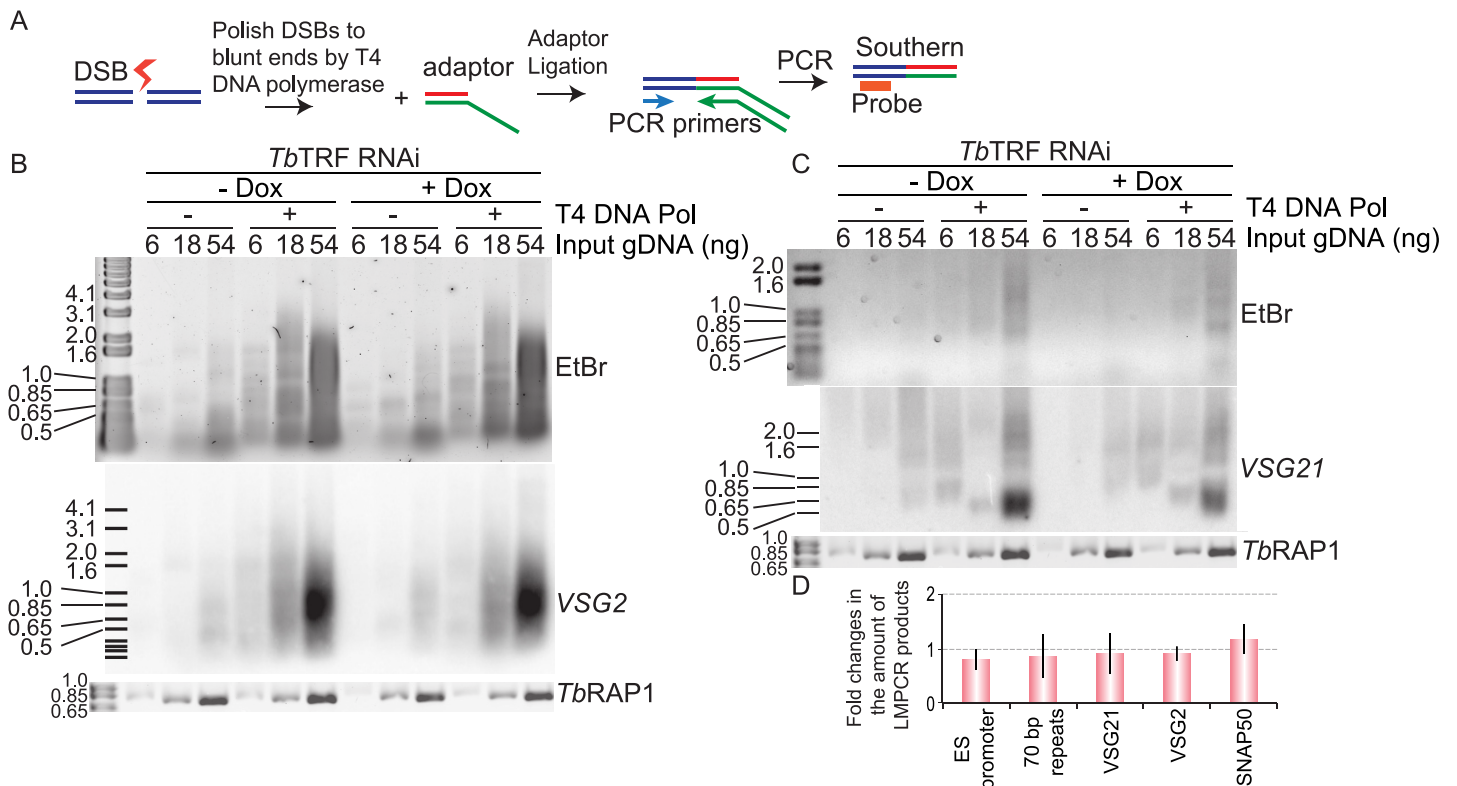 A
DSB
Polish DSBs to
blunt ends by T4
DNA polymerase
+
adaptor
Adaptor
Ligation
PCR primers
PCR
Southern
Probe
B
TbTRF RNAi
- Dox
+ Dox
- + - + T4 DNA Pol
6 18 54 6 18 54 6 18 54 6 18 54 Input gDNA (ng)
4.1
3.1
2.0
1.6
1.0
0.85
0.65
0.5
EtBr
4.1
3.1
2.0
1.6
1.0
0.85
0.65
0.5
VSG2
1.0
0.85
0.65
TbRAP1
C
TbTRF RNAi
- Dox
+ Dox
- + - + T4 DNA Pol
6 18 54 6 18 54 6 18 54 6 18 54 Input gDNA (ng)
2.0
1.6
1.0
0.85
0.65
0.5
EtBr
2.0
1.6
1.0
0.85
0.65
0.5
VSG21
1.0
0.85
0.65
TbRAP1
D
Fold changes in
the amount of
LMPCR products
2
1
0
ES
promoter
70 bp
repeats
VSG21
VSG2
SNAP50